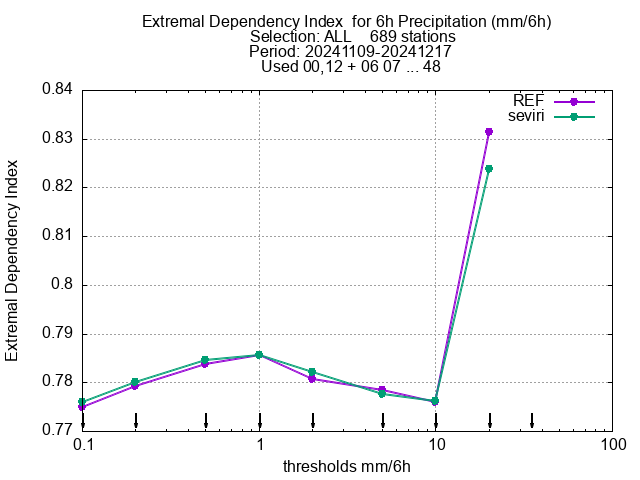 Extremal Dependency Index  for 6h Precipitation (mm/6h)
Selection: ALL    689 stations
Period: 20241109-20241217
Used 00,12 + 06 07 ... 48
REF
seviri
0.84
0.83
0.82
0.81
0.8
0.79
0.78
0.77
Extremal Dependency Index
0.1 1 10 100
thresholds mm/6h